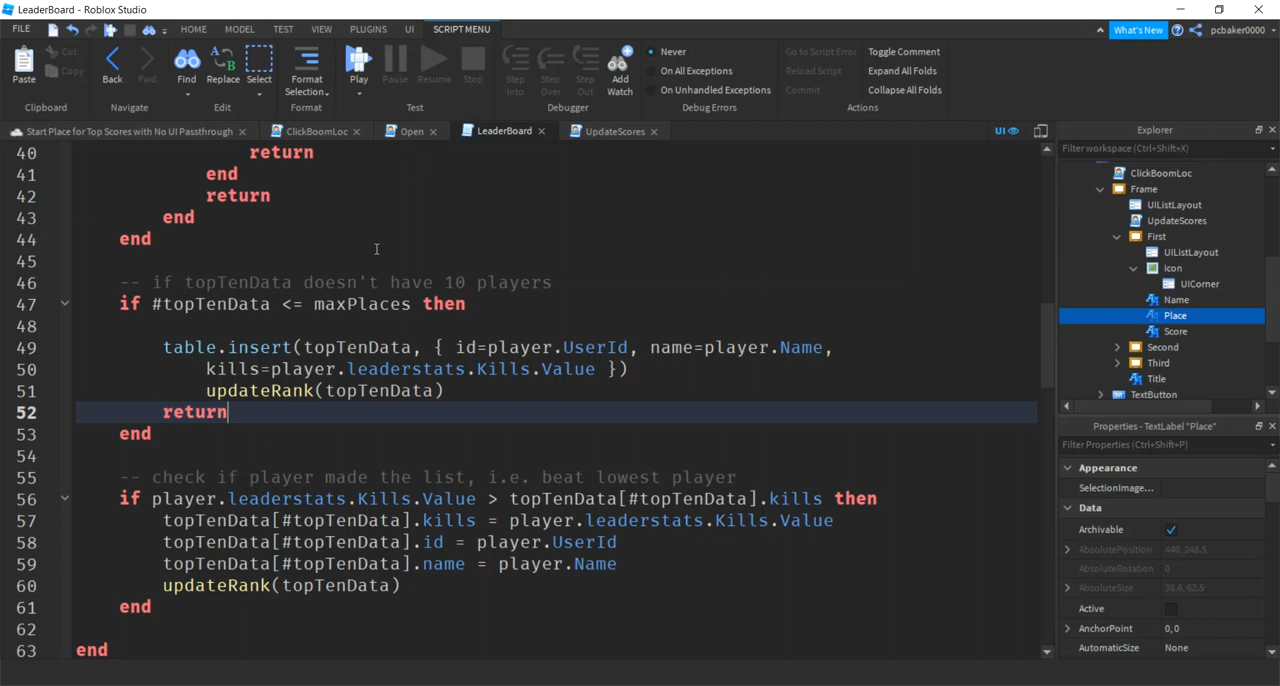 LeaderBoard - Roblox Studio
FILE HOME MODEL TEST VIEW PLUGINS UI SCRIPT MENU What's New pcbaker0000
Paste Cut Copy Back Fwd Find Replace Select Format Selection Play Pause Resume Stop Step Into Step Over Step Out Add Watch
Never
On All Exceptions
On Unhandled Exceptions
Go to Script Error
Reload Script
Commit
Toggle Comment
Expand All Folds
Collapse All Folds
Clipboard Navigate Edit Format Test Debugger Debug Errors Actions
Start Place for Top Scores with No UI Passthrough ClickBoomLoc Open LeaderBoard UpdateScores UI
40 return
41 end
42 return
43 end
44 end
45
46 -- if topTenData doesn't have 10 players
47 if #topTenData <= maxPlaces then
48
49 table.insert(topTenData, { id=player.UserId, name=player.Name,
50 kills=player.leaderstats.Kills.Value })
51 updateRank(topTenData)
52 return
53 end
54
55 -- check if player made the list, i.e. beat lowest player
56 if player.leaderstats.Kills.Value > topTenData[#topTenData].kills then
57 topTenData[#topTenData].kills = player.leaderstats.Kills.Value
58 topTenData[#topTenData].id = player.UserId
59 topTenData[#topTenData].name = player.Name
60 updateRank(topTenData)
61 end
62
63 end
Explorer
Filter workspace (Ctrl+Shift+X)
ClickBoomLoc
Frame
UIListLayout
UpdateScores
First
UIListLayout
Icon
UICorner
Name
Place
Score
Second
Third
Title
TextButton
Properties - TextLabel "Place"
Filter Properties (Ctrl+Shift+P)
Appearance
SelectionImage...
Data
Archivable
AbsolutePosition 440, 248.5
AbsoluteRotation 0
AbsoluteSize 38.6, 62.5
Active
AnchorPoint 0,0
AutomaticSize None